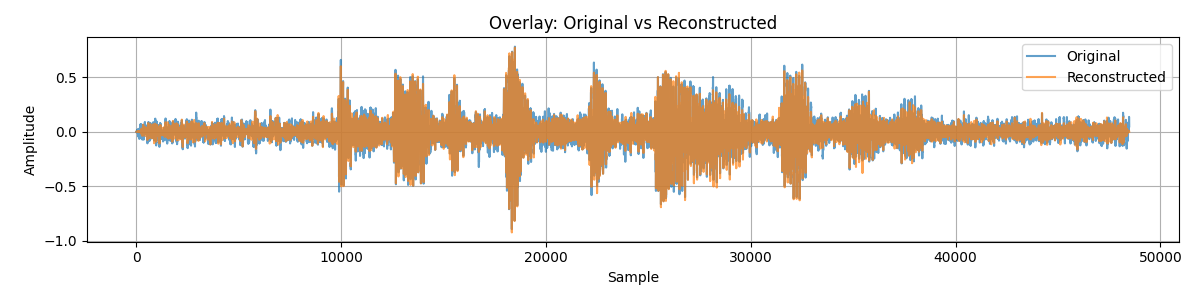 Overlay: Original vs Reconstructed
Original
Reconstructed
Amplitude
0.5
0.0
−0.5
−1.0
0 10000 20000 30000 40000 50000
Sample